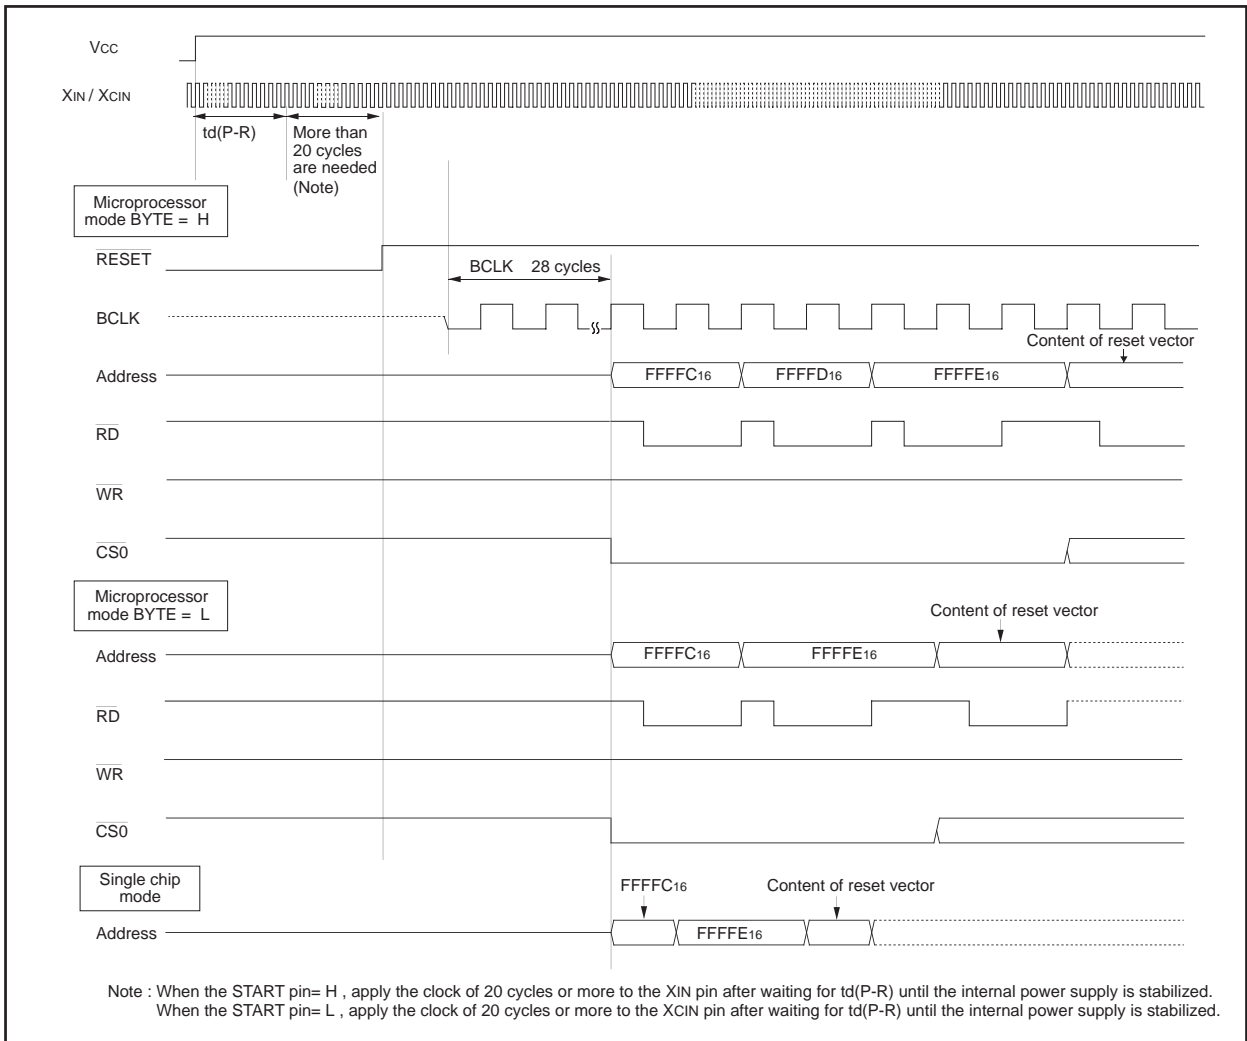 VCC
XIN / XCIN
td(P-R)
More than
20 cycles
are needed
(Note)
Microprocessor
mode BYTE = H
RESET
BCLK 28 cycles
BCLK
Content of reset vector
Address
FFFFC16
FFFFD16
FFFFE16
RD
WR
CS0
Microprocessor
mode BYTE = L
Content of reset vector
Address
FFFFC16
FFFFE16
RD
WR
CS0
Single chip
mode
FFFFC16
Content of reset vector
Address
FFFFE16
Note : When the START pin= H , apply the clock of 20 cycles or more to the XIN pin after waiting for td(P-R) until the internal power supply is stabilized.
When the START pin= L , apply the clock of 20 cycles or more to the XCIN pin after waiting for td(P-R) until the internal power supply is stabilized.